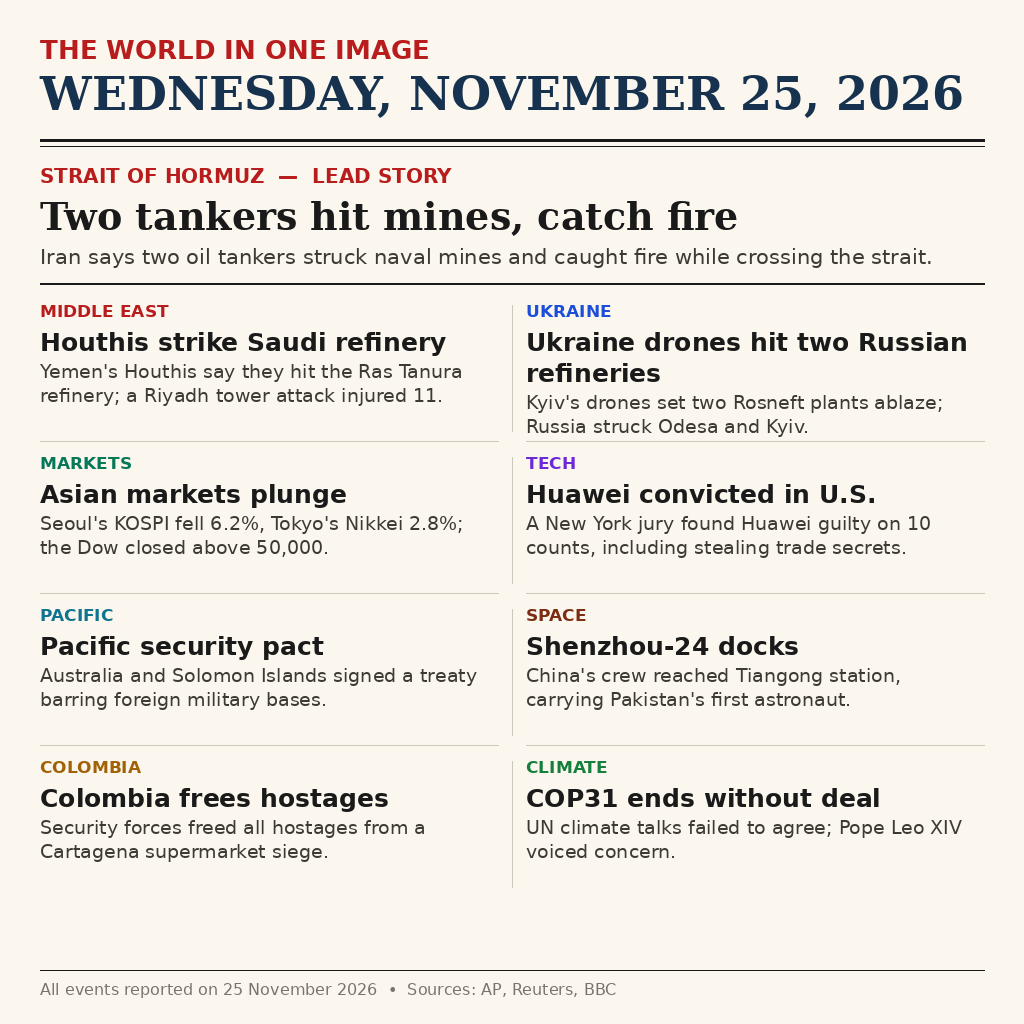 THE WORLD IN ONE IMAGE
WEDNESDAY, NOVEMBER 25, 2026
STRAIT OF HORMUZ — LEAD STORY
Two tankers hit mines, catch fire
Iran says two oil tankers struck naval mines and caught fire while crossing the strait.
MIDDLE EAST
Houthis strike Saudi refinery
Yemen's Houthis say they hit the Ras Tanura
refinery; a Riyadh tower attack injured 11.
UKRAINE
Ukraine drones hit two Russian
refineries
Kyiv's drones set two Rosneft plants ablaze;
Russia struck Odesa and Kyiv.
MARKETS
Asian markets plunge
Seoul's KOSPI fell 6.2%, Tokyo's Nikkei 2.8%;
the Dow closed above 50,000.
TECH
Huawei convicted in U.S.
A New York jury found Huawei guilty on 10
counts, including stealing trade secrets.
PACIFIC
Pacific security pact
Australia and Solomon Islands signed a treaty
barring foreign military bases.
SPACE
Shenzhou-24 docks
China's crew reached Tiangong station,
carrying Pakistan's first astronaut.
COLOMBIA
Colombia frees hostages
Security forces freed all hostages from a
Cartagena supermarket siege.
CLIMATE
COP31 ends without deal
UN climate talks failed to agree; Pope Leo XIV
voiced concern.
All events reported on 25 November 2026 • Sources: AP, Reuters, BBC